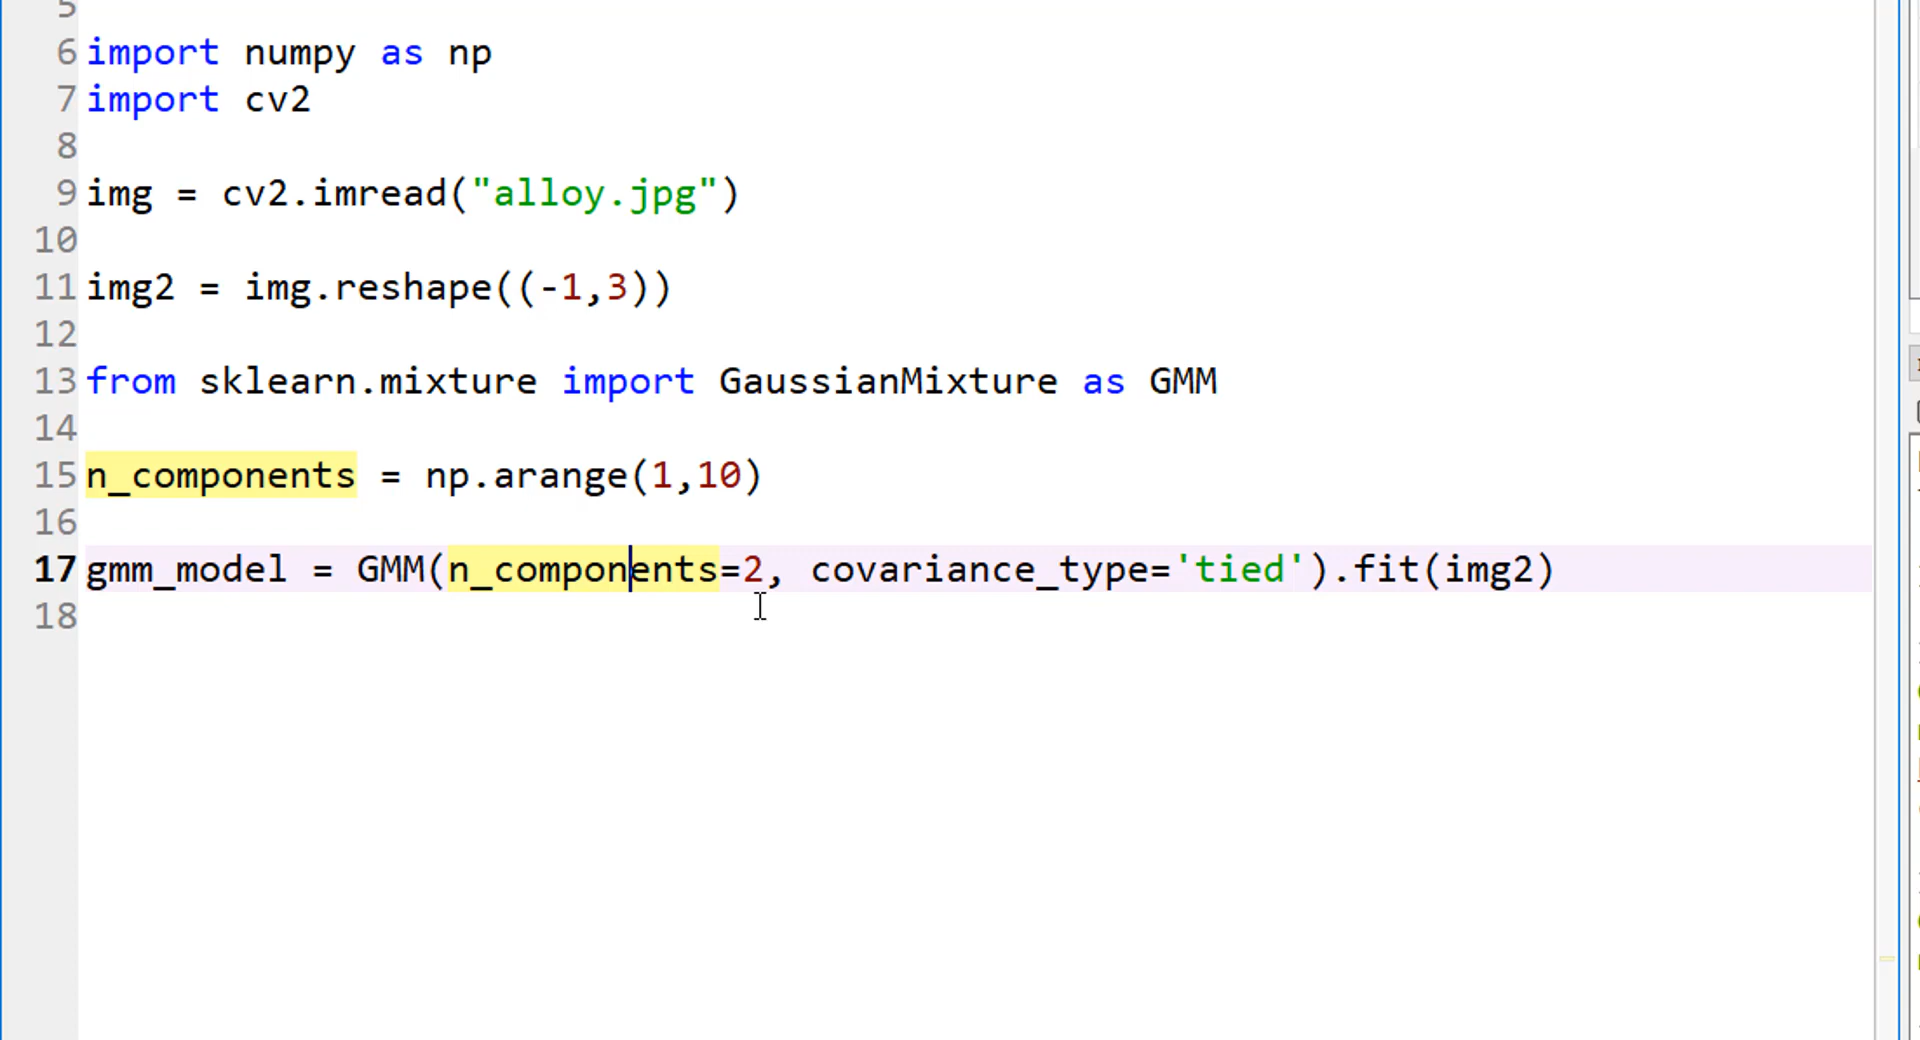 5
6 import numpy as np
7 import cv2
8
9 img = cv2.imread("alloy.jpg")
10
11 img2 = img.reshape((-1,3))
12
13 from sklearn.mixture import GaussianMixture as GMM
14
15 n_components = np.arange(1,10)
16
17 gmm_model = GMM(n_components=2, covariance_type='tied').fit(img2)
18